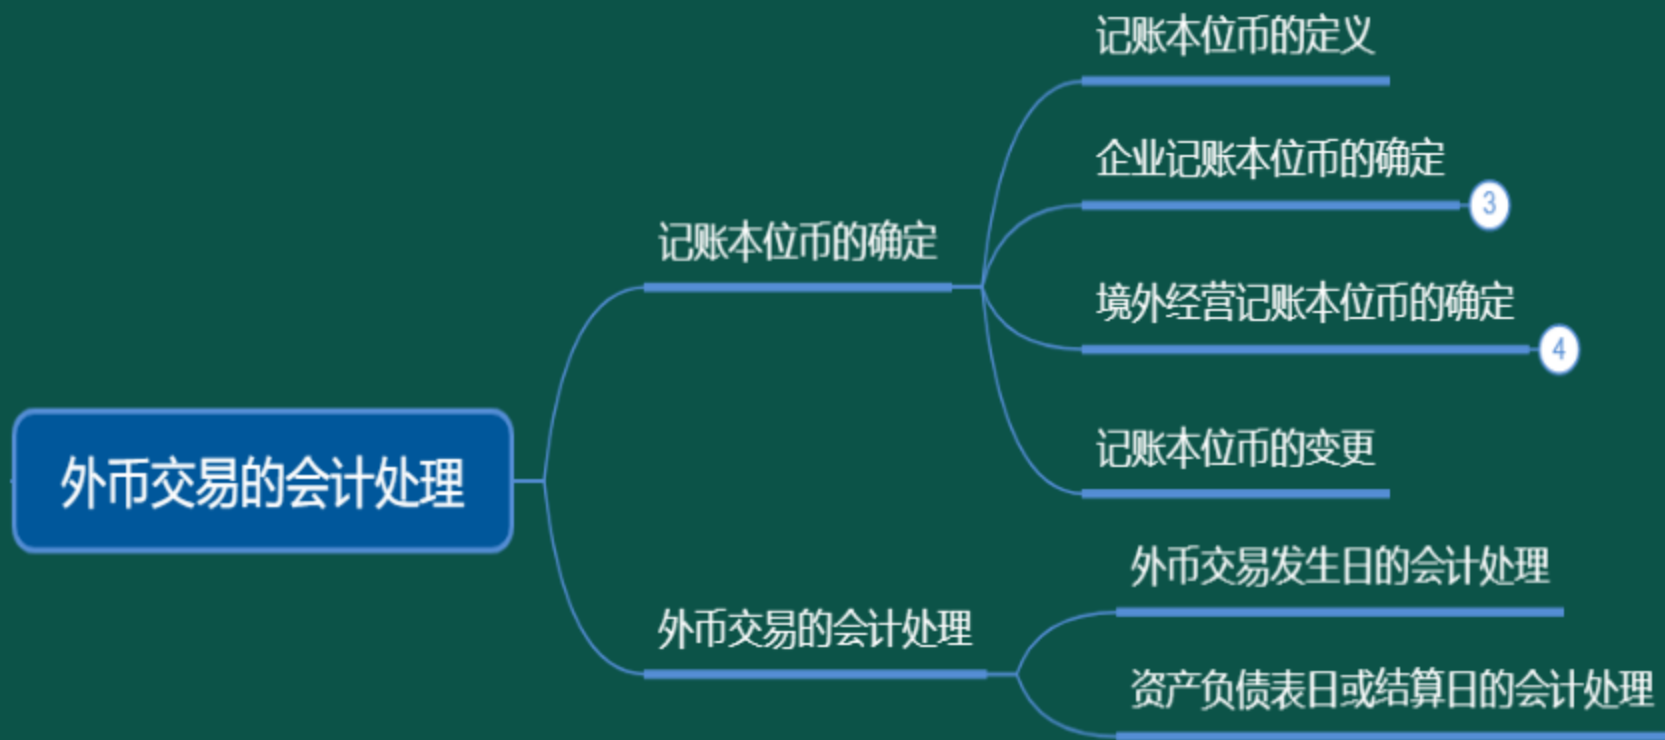 记账本位币的定义
企业记账本位币的确定
3
记账本位币的确定
境外经营记账本位币的确定
4
记账本位币的变更
外币交易的会计处理
外币交易发生日的会计处理
外币交易的会计处理
资产负债表日或结算日的会计处理